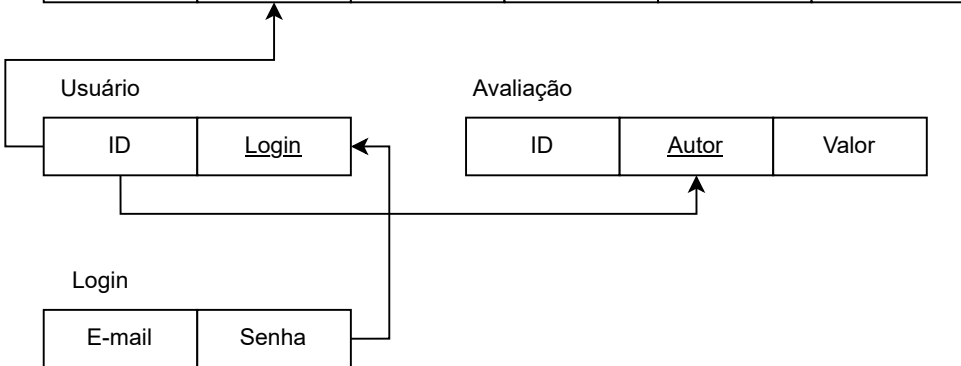 Usuário
Avaliação
ID
Login
ID
Autor
Valor
Login
E-mail
Senha